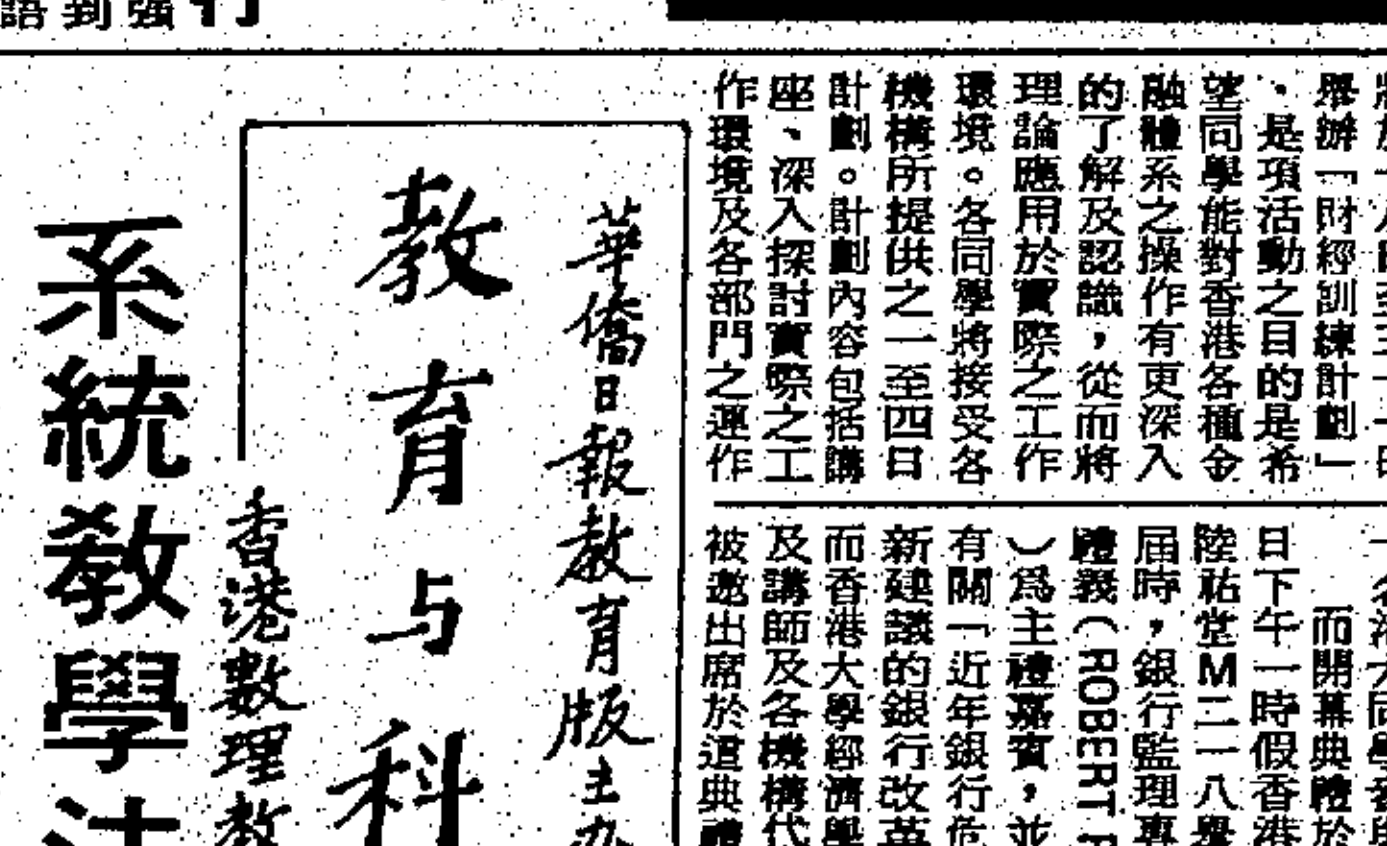 語到強刊
舉辦「財經訓練計劃」
、是項活動之目的是希
望同學能對香港各種金
融體系之操作有更深入
的了解及認識，從而將
理論應用於實際之工作
環境。各同學將接受各
機構所提供之一至四日
計劃。計劃內容包括講
座、深入探討實際之工
作環境及各部門之運作
而開幕典禮於
日下午一時假香港
陸祐堂M二一八舉
届時，銀行監理專
禮義（ROBERT
）爲主禮嘉賓，並
有關「近年銀行危
新建議的銀行改革
而香港大學經濟學
及講師及各機構代
被邀出席於這典禮
華僑日報教育版主办
教育与科
香港數理教
系統教學法